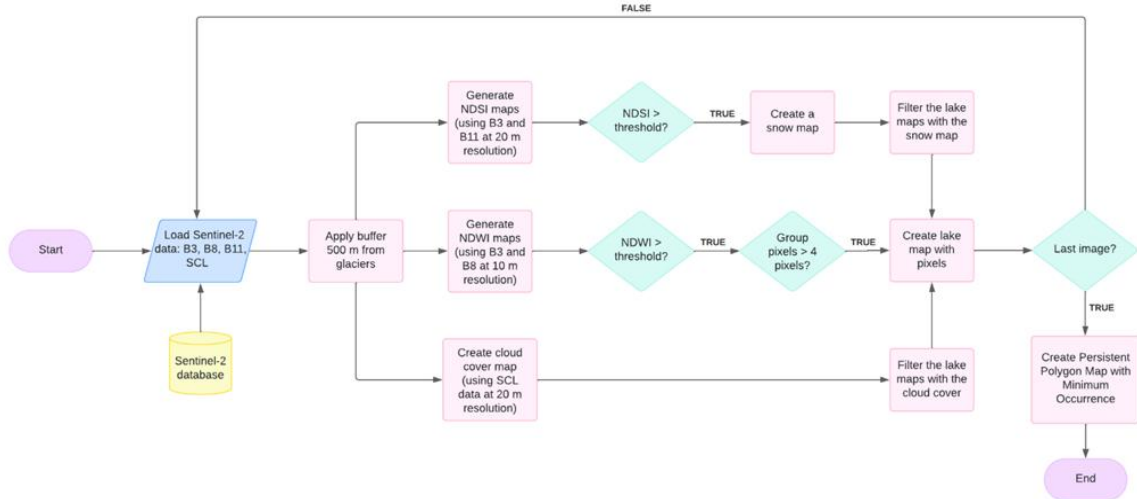 FALSE
Generate
NDSI maps
(using B3 and
B11 at 20 m
resolution)
NDSI >
threshold?
TRUE
Create a
snow map
Filter the lake
maps with the
snow map
Start
Load Sentinel-2
data: B3, B8, B11,
SCL
Apply buffer
500 m from
glaciers
Generate
NDWI maps
(using B3 and
B8 at 10 m
resolution)
NDWI >
threshold?
TRUE
Group
pixels > 4
pixels?
TRUE
Create lake
map with
pixels
Last image?
TRUE
Sentinel-2
database
Create cloud
cover map
(using SCL
data at 20 m
resolution)
Filter the lake
maps with the
cloud cover
Create Persistent
Polygon Map with
Minimum
Occurrence
End